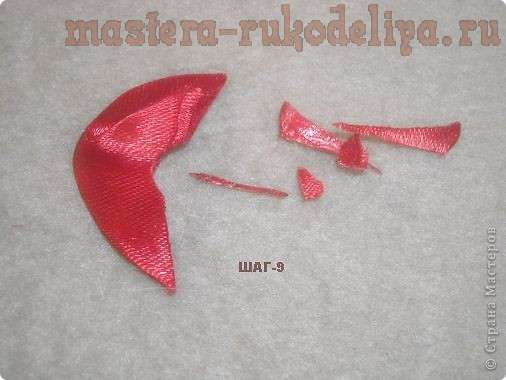 mastera-rukodeliya.ru
ШАГ-9
© Страна Мастеров